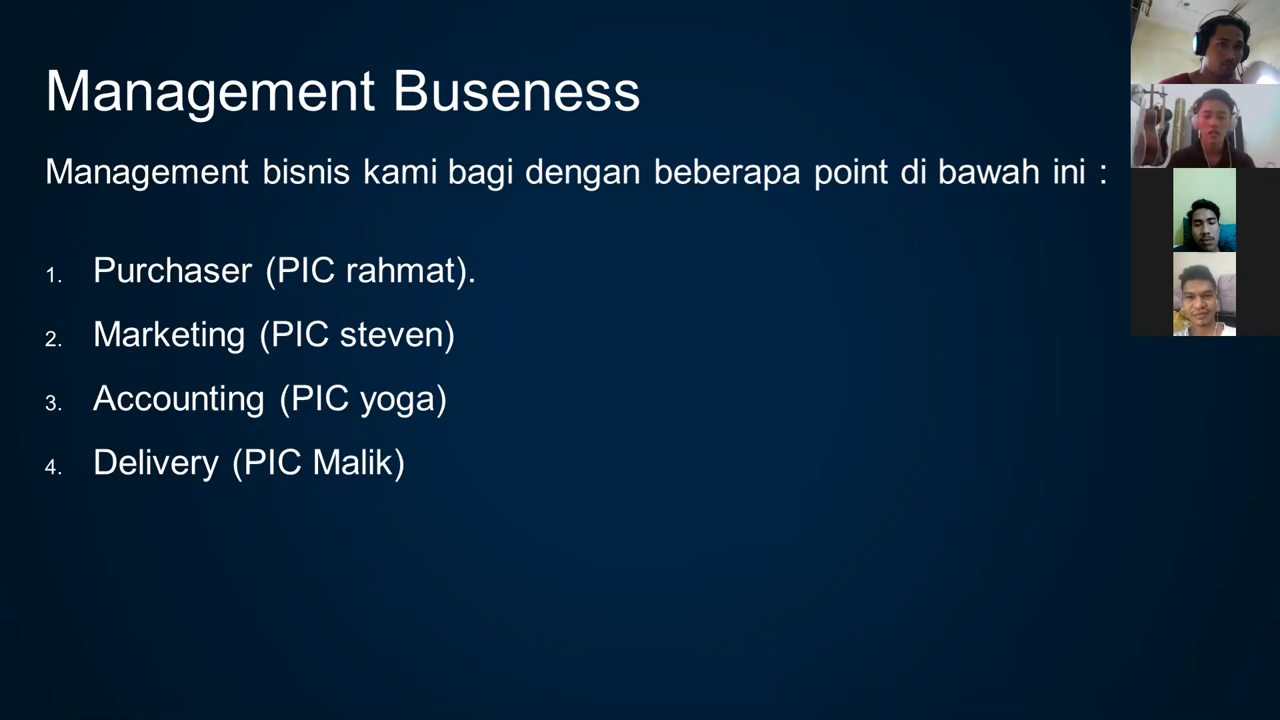 Management Buseness
Management bisnis kami bagi dengan beberapa point di bawah ini :
1. Purchaser (PIC rahmat).
2. Marketing (PIC steven)
3. Accounting (PIC yoga)
4. Delivery (PIC Malik)